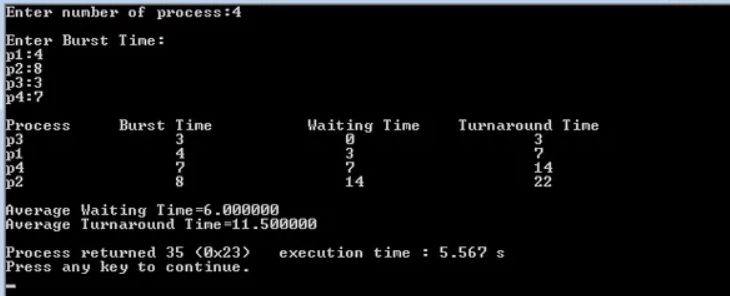 Enter number of process:4
Enter Burst Time:
p1:4
p2:8
p3:3
p4:7
Process Burst Time Waiting Time Turnaround Time
p3 3 0 3
p1 4 3 7
p4 7 7 14
p2 8 14 22
Average Waiting Time=6.000000
Average Turnaround Time=11.500000
Process returned 35 (0x23) execution time : 5.567 s
Press any key to continue.